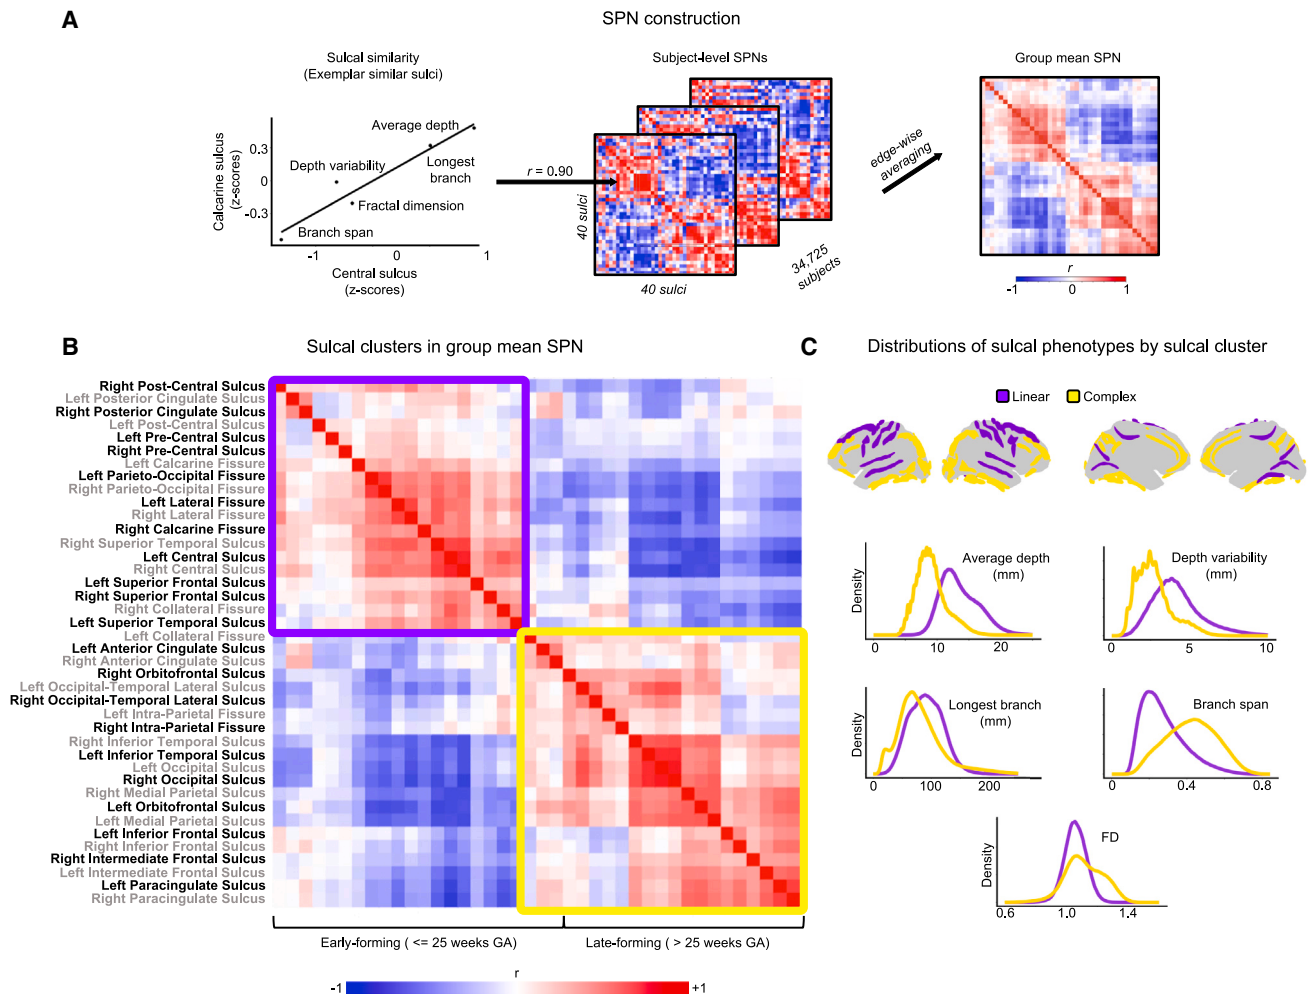 A
SPN construction
Sulcal similarity
(Exemplar similar sulci)
Subject-level SPNs
Group mean SPN
Calcarine sulcus
(z-scores)
0.3
0
-0.3
Average depth
Depth variability
Longest
branch
Fractal dimension
Branch span
-1
0
1
Central sulcus
(z-scores)
r = 0.90
40 sulci
40 sulci
34,725
subjects
edge-wise
averaging
r
-1
0
1
B
Sulcal clusters in group mean SPN
Right Post-Central Sulcus
Left Posterior Cingulate Sulcus
Right Posterior Cingulate Sulcus
Left Post-Central Sulcus
Left Pre-Central Sulcus
Right Pre-Central Sulcus
Left Calcarine Fissure
Left Parieto-Occipital Fissure
Right Parieto-Occipital Fissure
Left Lateral Fissure
Right Lateral Fissure
Right Calcarine Fissure
Right Superior Temporal Sulcus
Left Central Sulcus
Right Central Sulcus
Left Superior Frontal Sulcus
Right Superior Frontal Sulcus
Right Collateral Fissure
Left Superior Temporal Sulcus
Left Collateral Fissure
Left Anterior Cingulate Sulcus
Right Anterior Cingulate Sulcus
Right Orbitofrontal Sulcus
Left Occipital-Temporal Lateral Sulcus
Right Occipital-Temporal Lateral Sulcus
Left Intra-Parietal Fissure
Right Intra-Parietal Fissure
Right Inferior Temporal Sulcus
Left Inferior Temporal Sulcus
Left Occipital Sulcus
Right Occipital Sulcus
Right Medial Parietal Sulcus
Left Orbitofrontal Sulcus
Left Medial Parietal Sulcus
Left Inferior Frontal Sulcus
Right Inferior Frontal Sulcus
Right Intermediate Frontal Sulcus
Left Intermediate Frontal Sulcus
Left Paracingulate Sulcus
Right Paracingulate Sulcus
Early-forming ( <= 25 weeks GA)
Late-forming ( > 25 weeks GA)
r
-1
+1
C
Distributions of sulcal phenotypes by sulcal cluster
Linear
Complex
Density
Average depth
(mm)
0
10
20
Depth variability
(mm)
0
5
10
Density
Longest branch
(mm)
0
100
200
Branch span
0
0.4
0.8
Density
FD
0.6
1.0
1.4